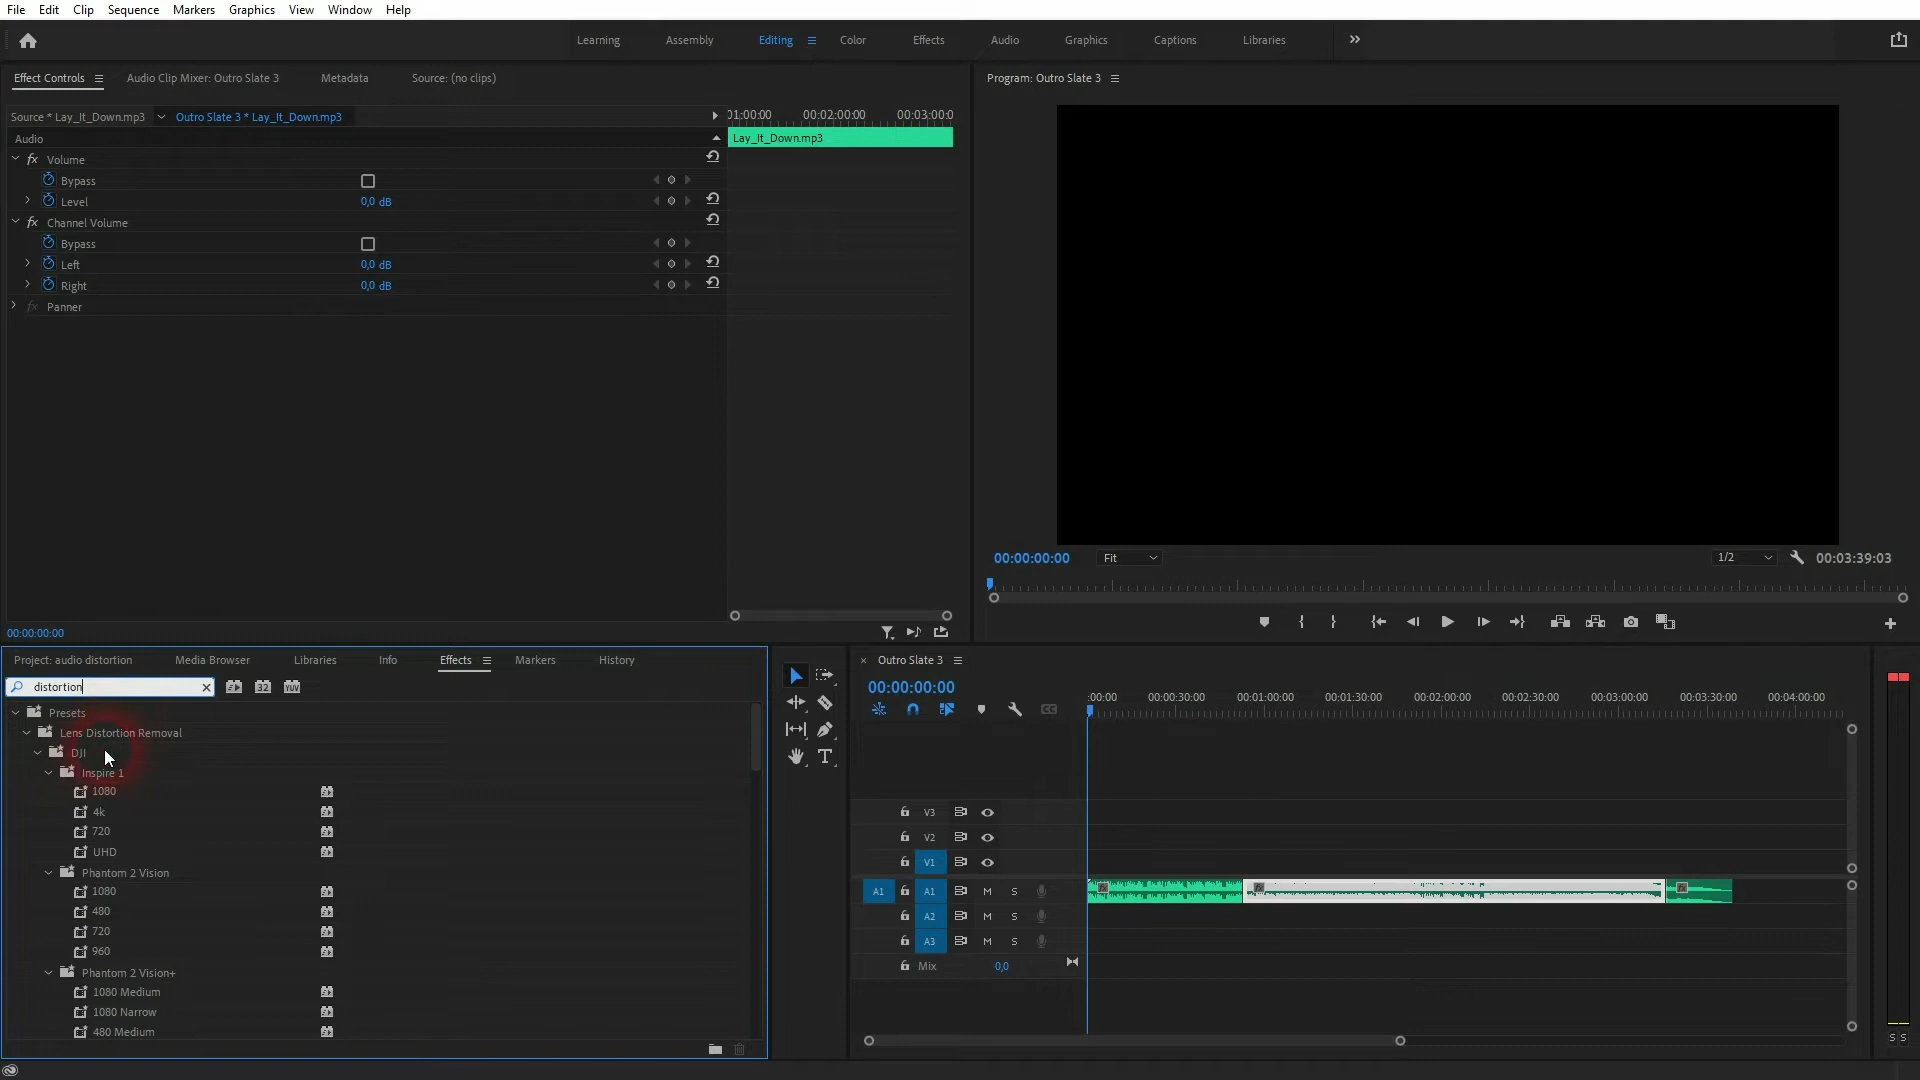 File Edit Clip Sequence Markers Graphics View Window Help
Learning Assembly Editing Color Effects Audio Graphics Captions Libraries
Effect Controls Audio Clip Mixer: Outro Slate 3 Metadata Source: (no clips)
Program: Outro Slate 3
Source * Lay_It_Down.mp3 Outro Slate 3 * Lay_It_Down.mp3
01:00:00 00:02:00:00 00:03:00:0
Audio
Lay_It_Down.mp3
fx Volume
Bypass
Level 0,0 dB
fx Channel Volume
Bypass
Left 0,0 dB
Right 0,0 dB
fx Panner
00:00:00:00 Fit 1/2 00:03:39:03
00:00:00:00
Project: audio distortion Media Browser Libraries Info Effects Markers History
distortion 32 YUV
Presets
Lens Distortion Removal
DJI
Inspire 1
1080
4k
720
UHD
Phantom 2 Vision
1080
480
720
960
Phantom 2 Vision+
1080 Medium
1080 Narrow
480 Medium
Outro Slate 3
00:00:00:00
:00:00 00:00:30:00 00:01:00:00 00:01:30:00 00:02:00:00 00:02:30:00 00:03:00:00 00:03:30:00 00:04:00:00
V3
V2
V1
A1 A1 M S
A2 M S
A3 M S
Mix 0,0
S S